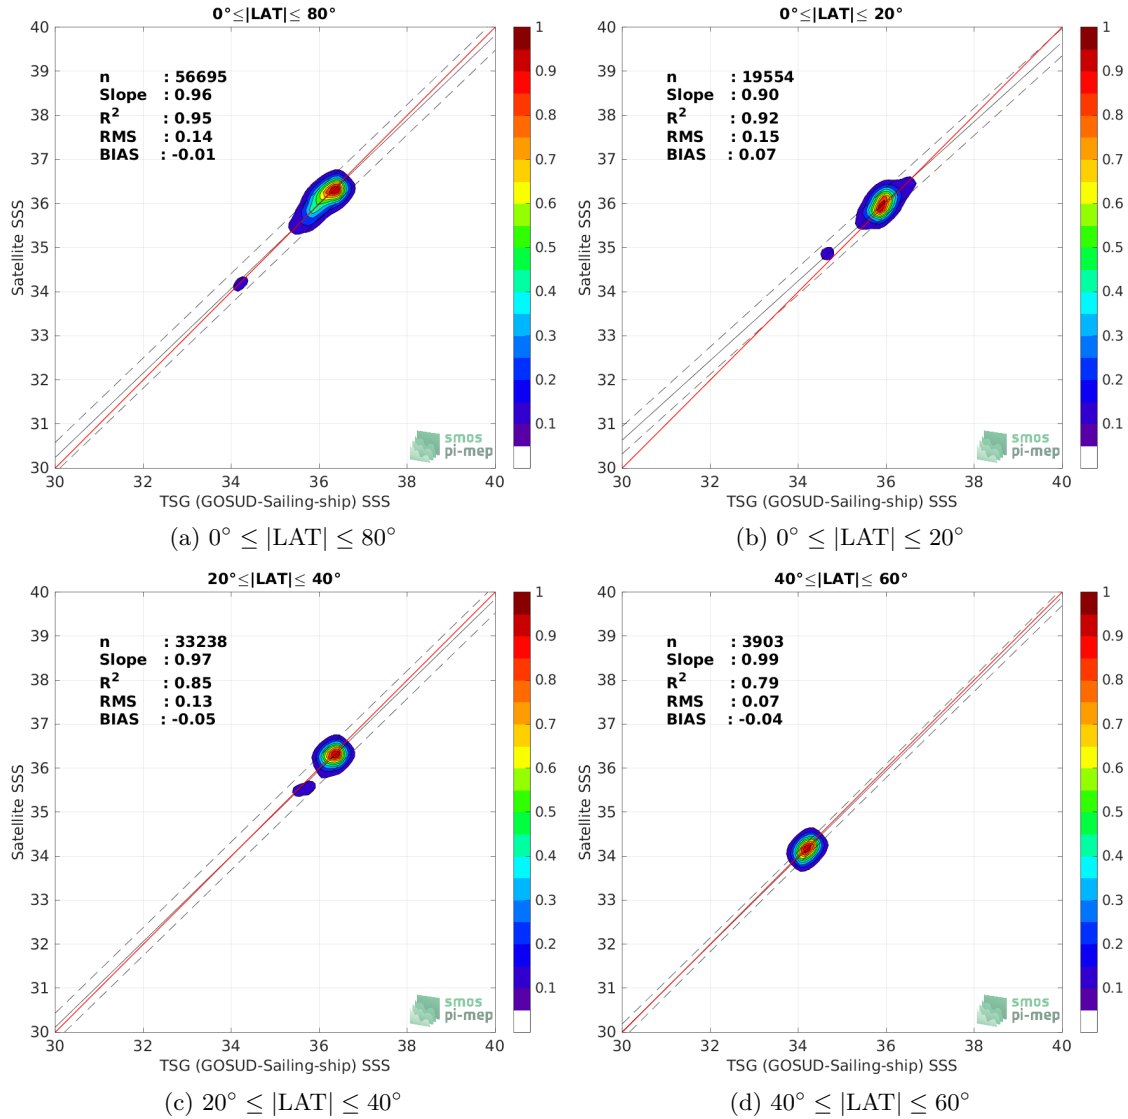 0°≤|LAT|≤ 80°
n : 56695
Slope : 0.96
R² : 0.95
RMS : 0.14
BIAS : -0.01
40
39
38
37
36
35
34
33
32
31
30
30 32 34 36 38 40
Satellite SSS
TSG (GOSUD-Sailing-ship) SSS
1
0.9
0.8
0.7
0.6
0.5
0.4
0.3
0.2
0.1
smos
pi-mep
(a) 0° ≤ |LAT| ≤ 80°
0°≤|LAT|≤ 20°
n : 19554
Slope : 0.90
R² : 0.92
RMS : 0.15
BIAS : 0.07
40
39
38
37
36
35
34
33
32
31
30
30 32 34 36 38 40
Satellite SSS
TSG (GOSUD-Sailing-ship) SSS
1
0.9
0.8
0.7
0.6
0.5
0.4
0.3
0.2
0.1
smos
pi-mep
(b) 0° ≤ |LAT| ≤ 20°
20°≤|LAT|≤ 40°
n : 33238
Slope : 0.97
R² : 0.85
RMS : 0.13
BIAS : -0.05
40
39
38
37
36
35
34
33
32
31
30
30 32 34 36 38 40
Satellite SSS
TSG (GOSUD-Sailing-ship) SSS
1
0.9
0.8
0.7
0.6
0.5
0.4
0.3
0.2
0.1
smos
pi-mep
(c) 20° ≤ |LAT| ≤ 40°
40°≤|LAT|≤ 60°
n : 3903
Slope : 0.99
R² : 0.79
RMS : 0.07
BIAS : -0.04
40
39
38
37
36
35
34
33
32
31
30
30 32 34 36 38 40
Satellite SSS
TSG (GOSUD-Sailing-ship) SSS
1
0.9
0.8
0.7
0.6
0.5
0.4
0.3
0.2
0.1
smos
pi-mep
(d) 40° ≤ |LAT| ≤ 60°